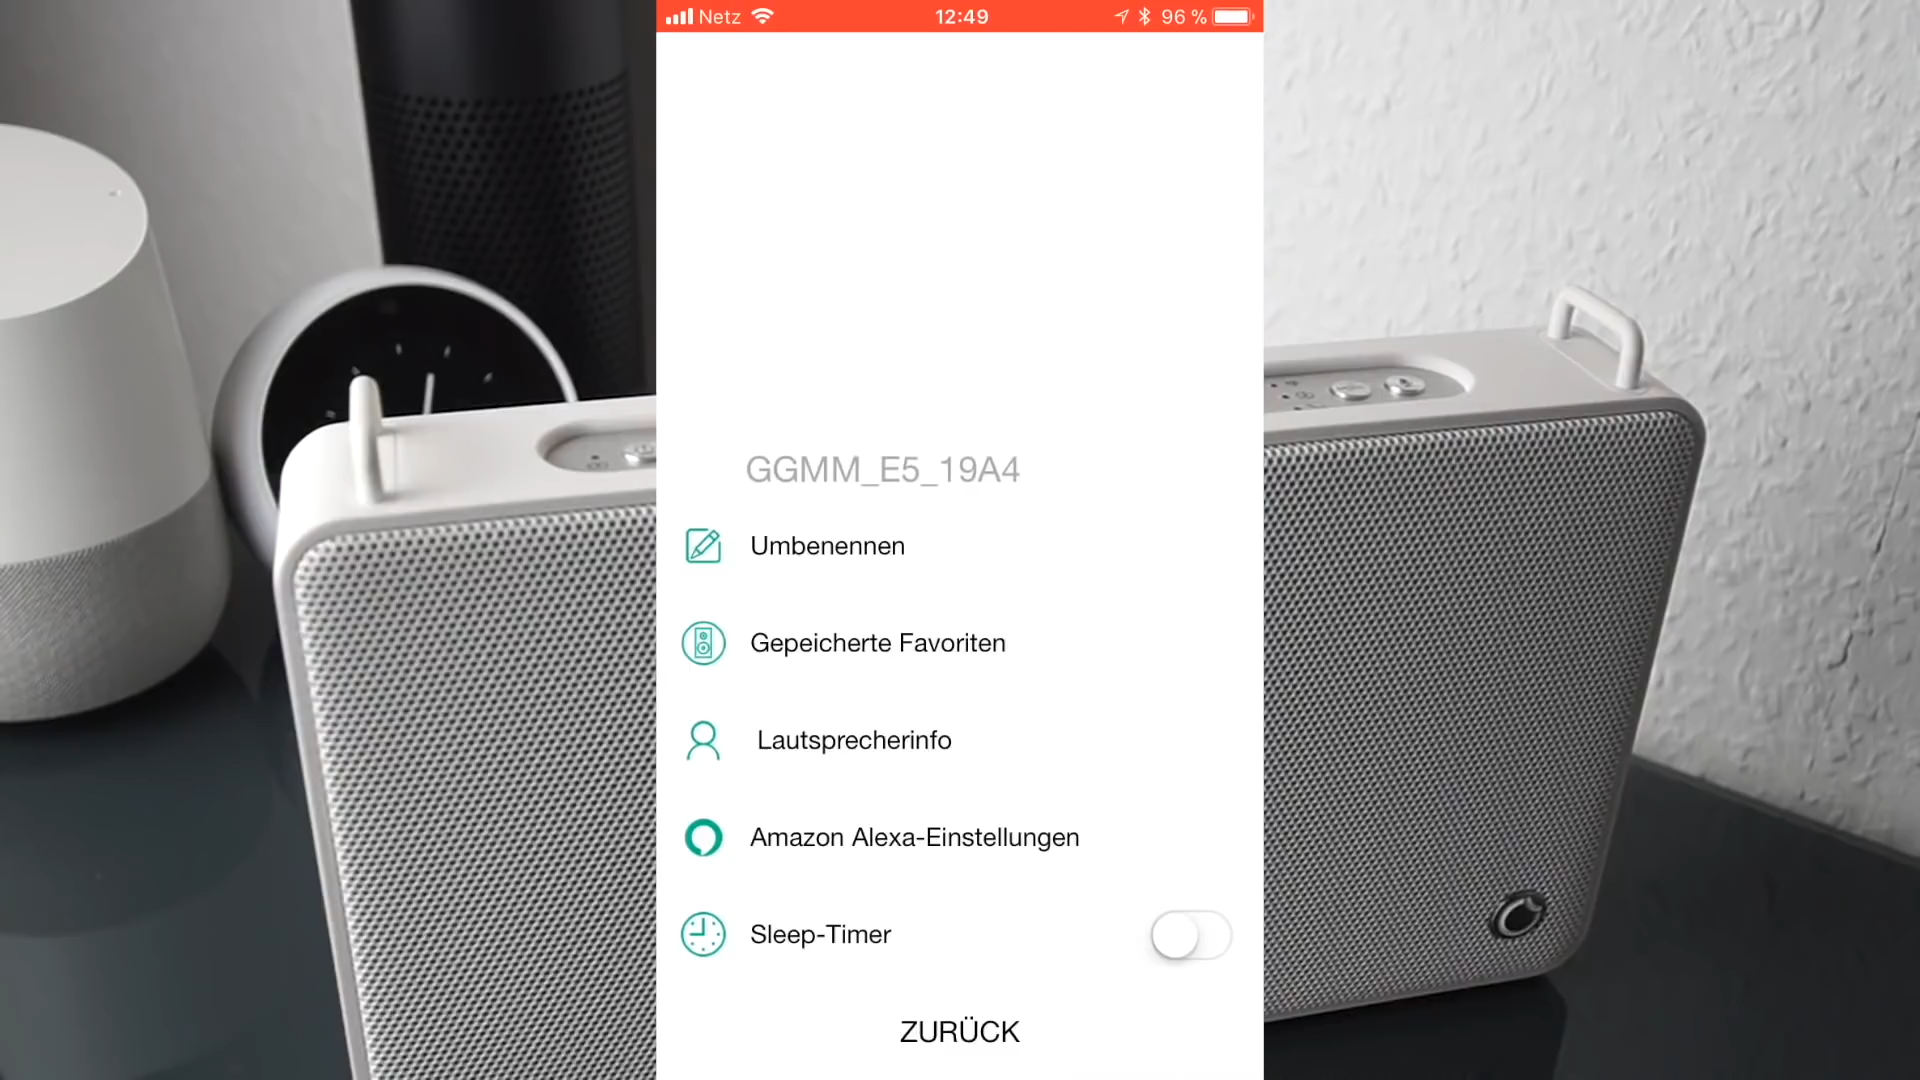 Netz 12:49 96 %
GGMM_E5_19A4
Umbenennen
Gepeicherte Favoriten
Lautsprecherinfo
Amazon Alexa-Einstellungen
Sleep-Timer
ZURÜCK